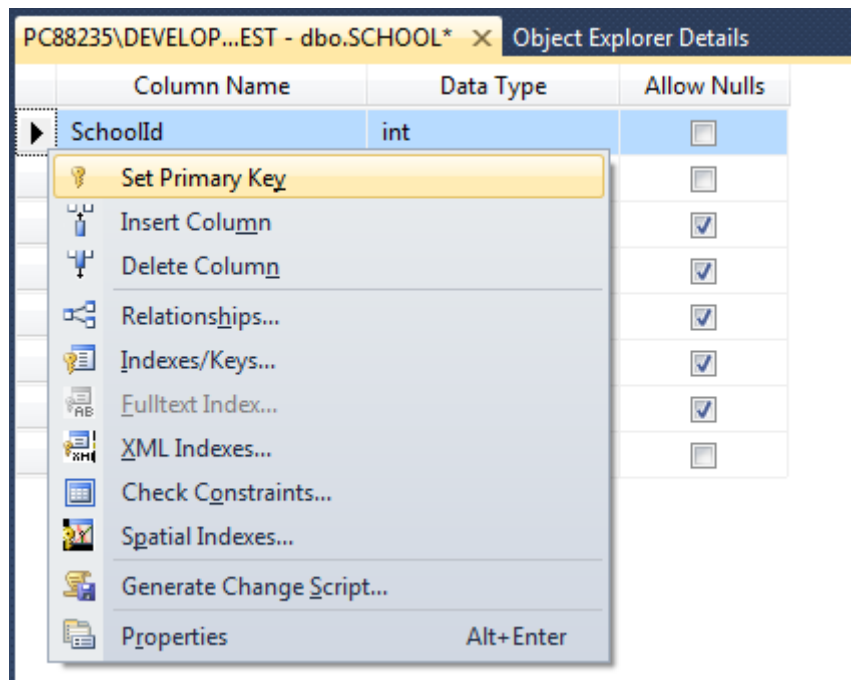 PC88235\DEVELOP...EST - dbo.SCHOOL* Object Explorer Details
Column Name Data Type Allow Nulls
SchoolId int
Set Primary Key
Insert Column
Delete Column
Relationships...
Indexes/Keys...
Fulltext Index...
XML Indexes...
Check Constraints...
Spatial Indexes...
Generate Change Script...
Properties Alt+Enter